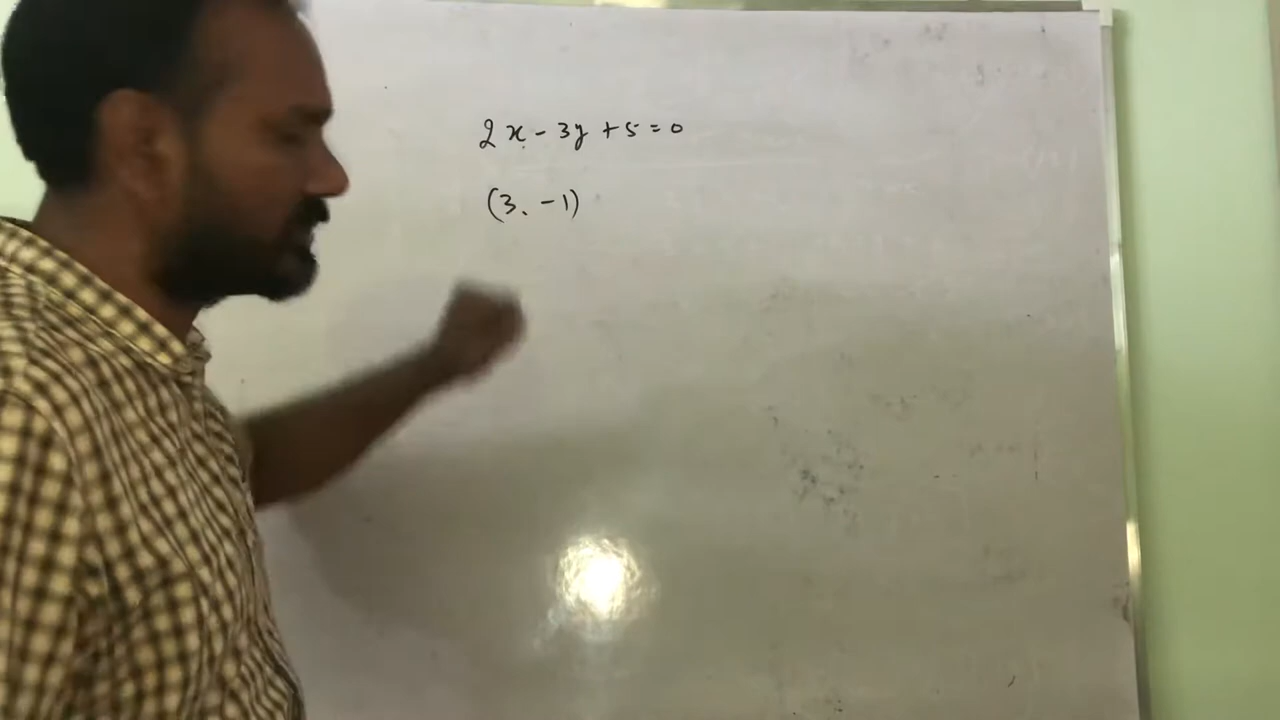 2x - 3y + 5 = 0
(3, -1)